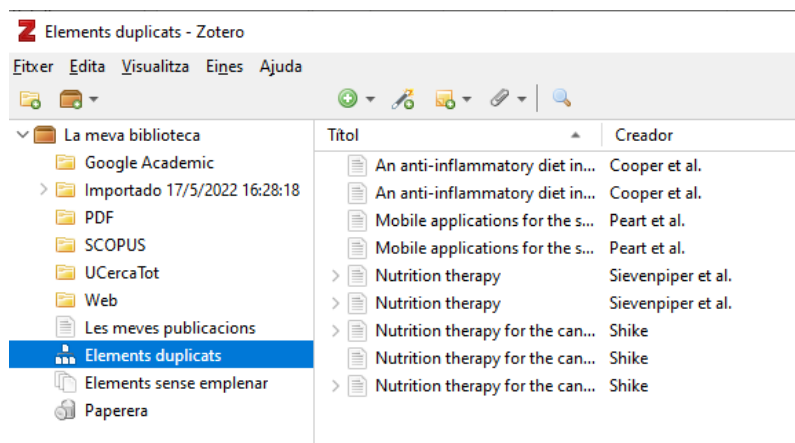 Elements duplicats - Zotero
Fitxer Edita Visualitza Eines Ajuda
La meva biblioteca
Google Academic
Importado 17/5/2022 16:28:18
PDF
SCOPUS
UCercaTot
Web
Les meves publicacions
Elements duplicats
Elements sense emplenar
Paperera
Títol Creador
An anti-inflammatory diet in... Cooper et al.
An anti-inflammatory diet in... Cooper et al.
Mobile applications for the s... Peart et al.
Mobile applications for the s... Peart et al.
Nutrition therapy Sievenpiper et al.
Nutrition therapy Sievenpiper et al.
Nutrition therapy for the can... Shike
Nutrition therapy for the can... Shike
Nutrition therapy for the can... Shike